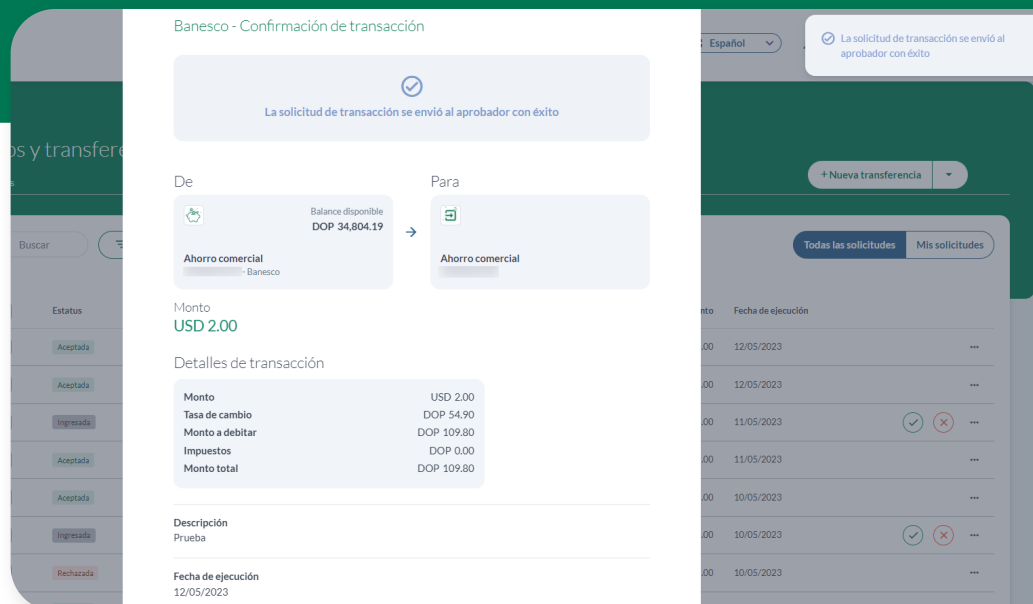 Banesco - Confirmación de transacción
Español
La solicitud de transacción se envió al
aprobador con éxito
La solicitud de transacción se envió al aprobador con éxito
os y transfere
+ Nueva transferencia
De
Para
Balance disponible
DOP 34,804.19
Ahorro comercial
- Banesco
Ahorro comercial
Buscar
Todas las solicitudes
Mis solicitudes
Monto
USD 2.00
Estatus
nto
Fecha de ejecución
Aceptada
.00
12/05/2023
Detalles de transacción
Aceptada
.00
12/05/2023
Monto
USD 2.00
Tasa de cambio
DOP 54.90
Monto a debitar
DOP 109.80
Impuestos
DOP 0.00
Monto total
DOP 109.80
Ingresada
.00
11/05/2023
Aceptada
.00
11/05/2023
Aceptada
.00
10/05/2023
Descripción
Prueba
Ingresada
.00
10/05/2023
Rechazada
.00
10/05/2023
Fecha de ejecución
12/05/2023